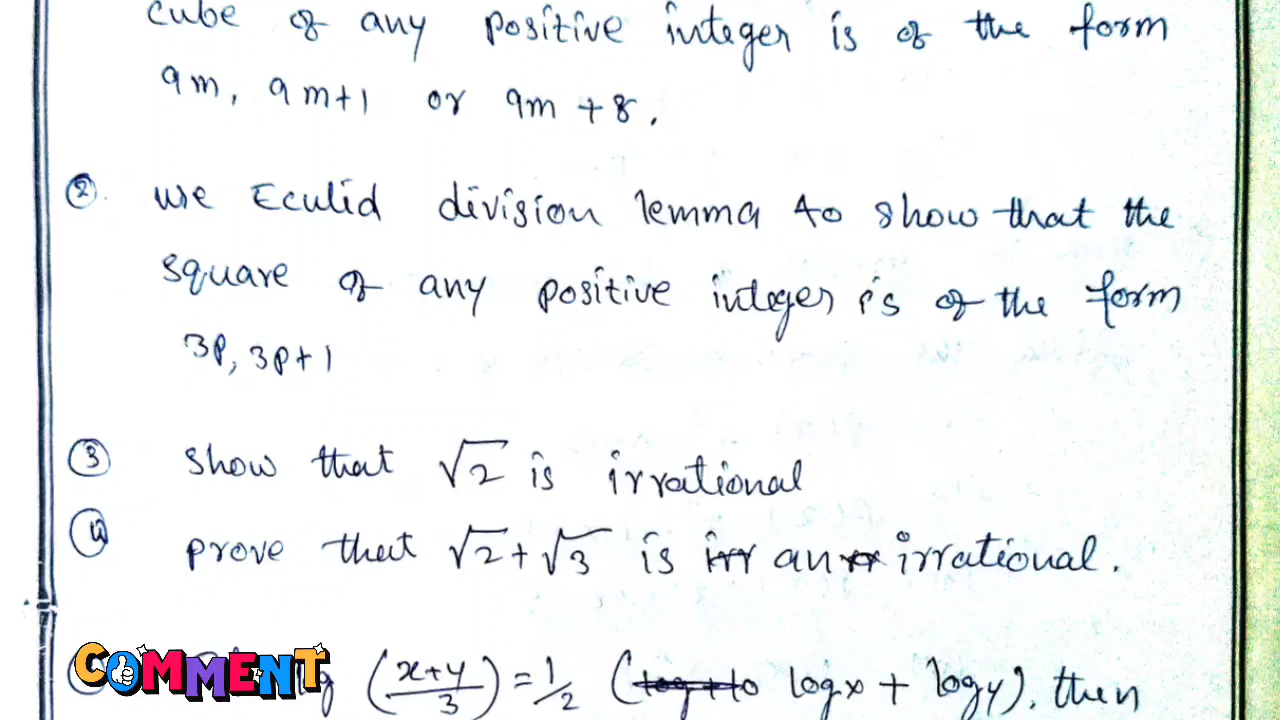 cube of any positive integer is of the form
9m, 9m+1 or 9m+8.
② use Eculid division lemma to show that the
square of any positive integer is of the form
3p, 3p+1
③ show that √2 is irrational
④ prove that √2+√3 is an irrational.
COMMENT
(x+y/3) = 1/2 (logx + logy), then